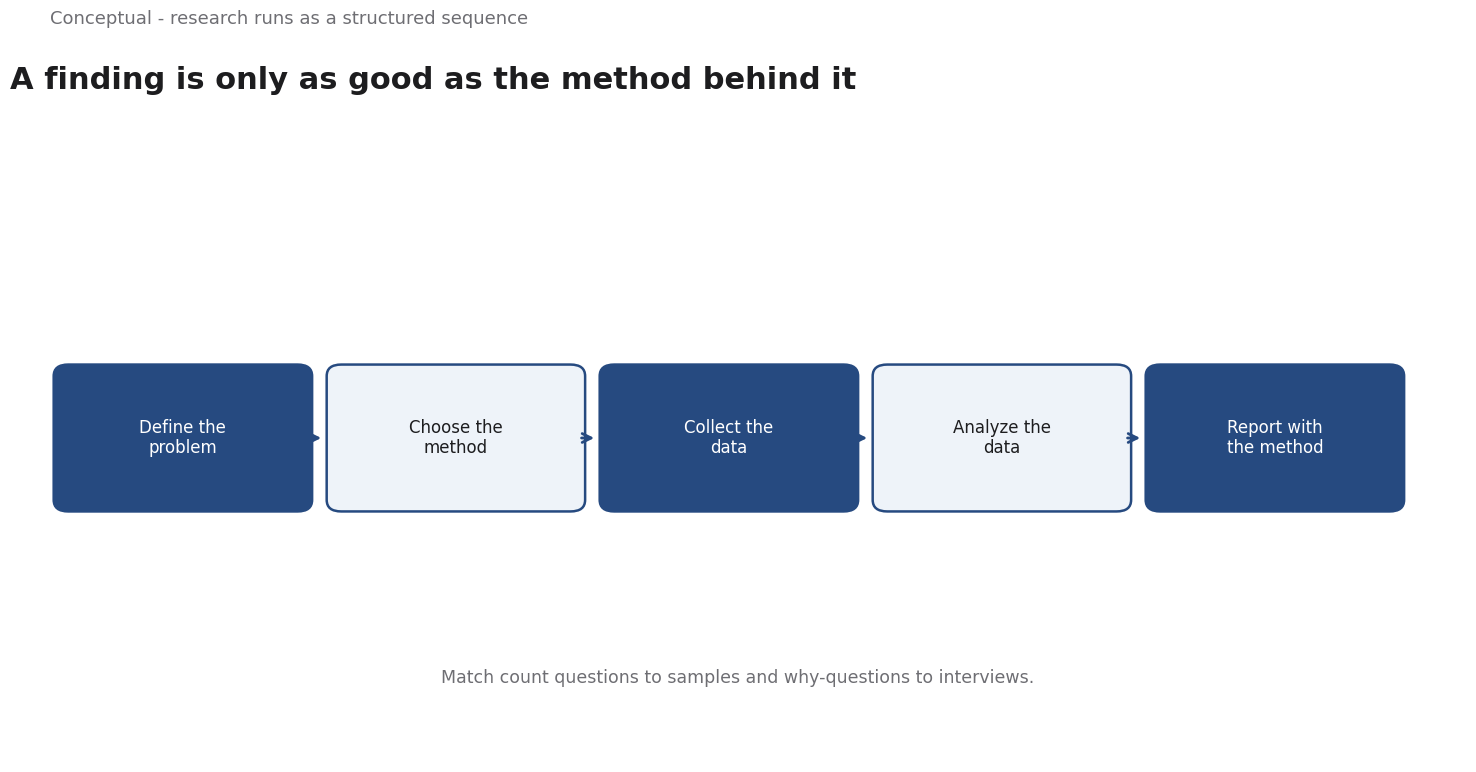 Conceptual - research runs as a structured sequence
A finding is only as good as the method behind it
Define the
problem
Choose the
method
Collect the
data
Analyze the
data
Report with
the method
Match count questions to samples and why-questions to interviews.